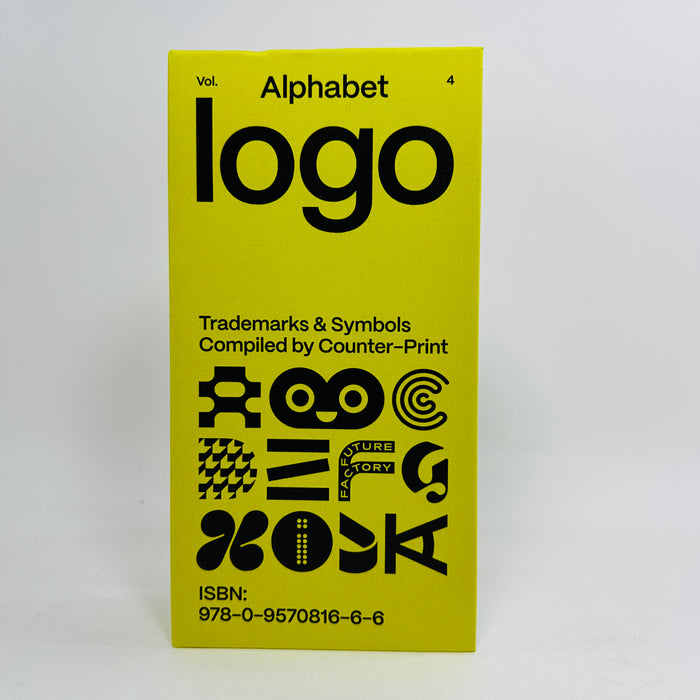 Vol. Alphabet 4
logo
Trademarks & Symbols
Compiled by Counter–Print
A B C
D E FUTURE FACTORY G
H i J K
ISBN:
978–0–9570816–6–6